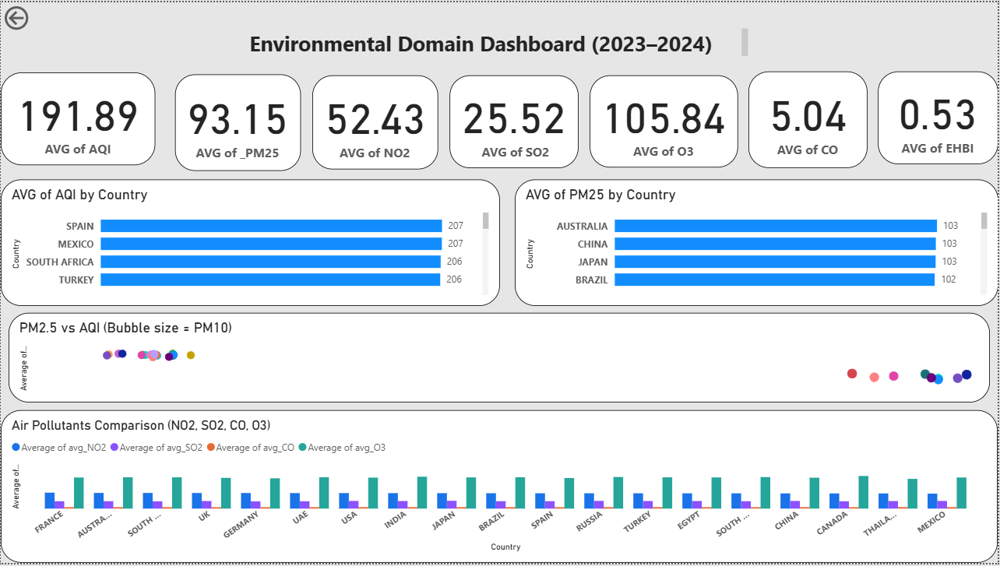 Environmental Domain Dashboard (2023–2024)
191.89
AVG of AQI
93.15
AVG of _PM25
52.43
AVG of NO2
25.52
AVG of SO2
105.84
AVG of O3
5.04
AVG of CO
0.53
AVG of EHBI
AVG of AQI by Country
Country
SPAIN 207
MEXICO 207
SOUTH AFRICA 206
TURKEY 206
AVG of PM25 by Country
Country
AUSTRALIA 103
CHINA 103
JAPAN 103
BRAZIL 102
PM2.5 vs AQI (Bubble size = PM10)
Average of...
Air Pollutants Comparison (NO2, SO2, CO, O3)
Average of avg_NO2 Average of avg_SO2 Average of avg_CO Average of avg_O3
Average of...
FRANCE AUSTRA... SOUTH ... UK GERMANY UAE USA INDIA JAPAN BRAZIL SPAIN RUSSIA TURKEY EGYPT SOUTH ... CHINA CANADA THAILA... MEXICO
Country